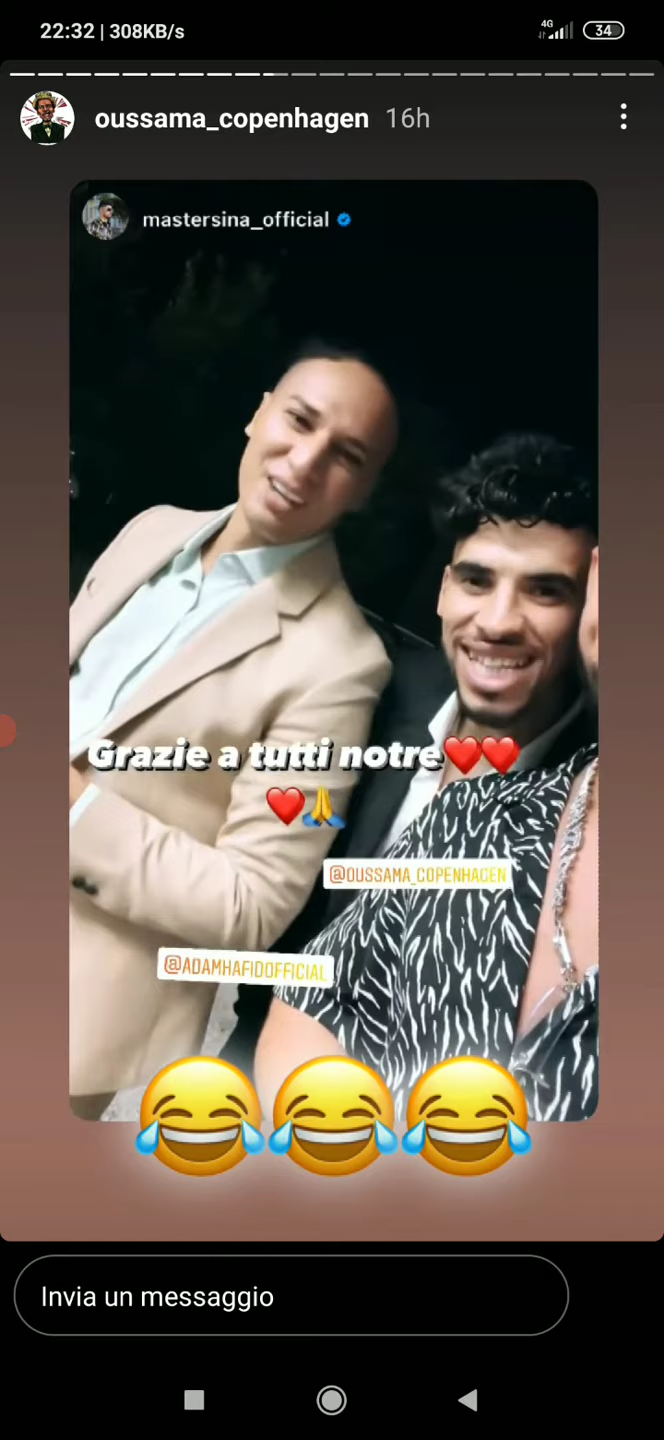 22:32 | 308KB/s
4G
34
oussama_copenhagen 16h
mastersina_official
Grazie a tutti notre❤️❤️
❤️🙏
@OUSSAMA_COPENHAGEN
@ADAMHAFIDOFFICIAL
😂😂😂
Invia un messaggio